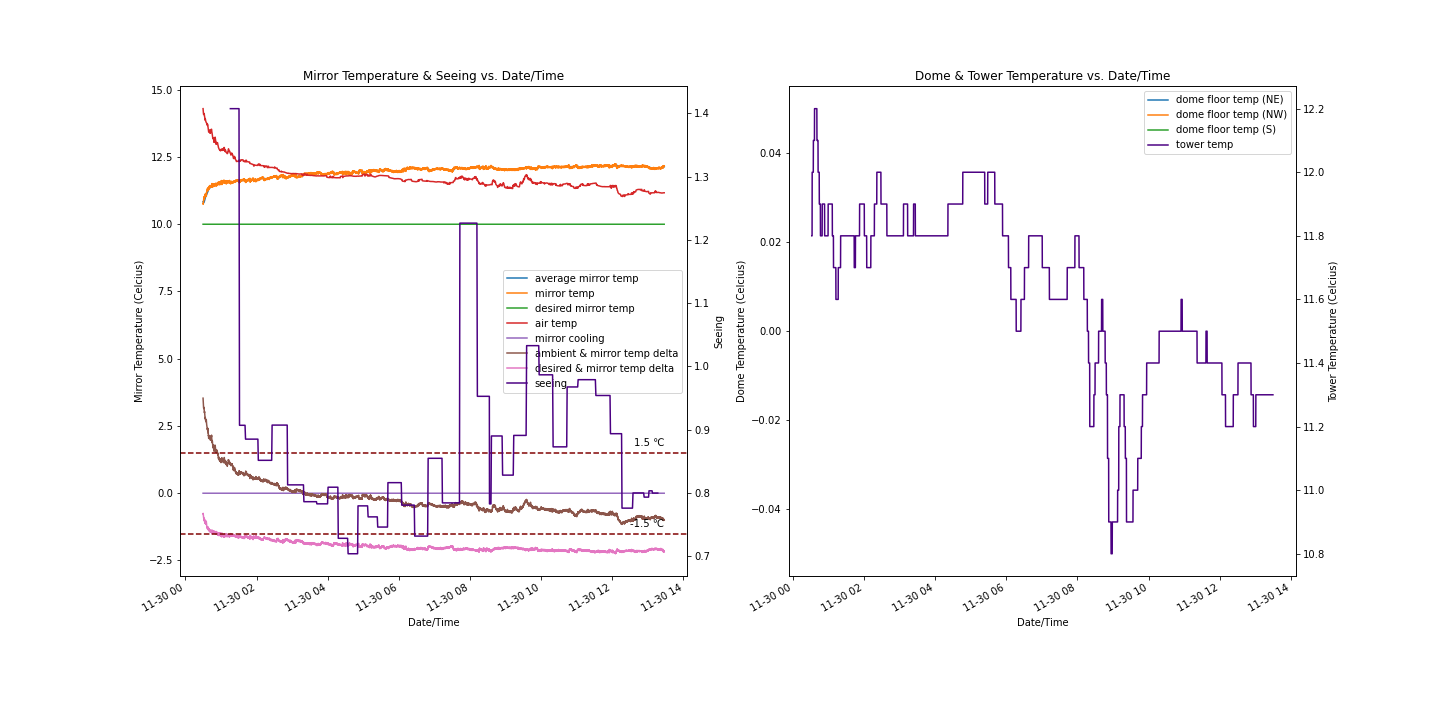 Mirror Temperature & Seeing vs. Date/Time
15.0
12.5
10.0
7.5
5.0
2.5
0.0
−2.5
Mirror Temperature (Celcius)
average mirror temp
mirror temp
desired mirror temp
air temp
mirror cooling
ambient & mirror temp delta
desired & mirror temp delta
seeing
1.5 °C
-1.5 °C
1.4
1.3
1.2
1.1
1.0
0.9
0.8
0.7
Seeing
11-30 00
11-30 02
11-30 04
11-30 06
11-30 08
11-30 10
11-30 12
11-30 14
Date/Time
Dome & Tower Temperature vs. Date/Time
0.04
0.02
0.00
−0.02
−0.04
Dome Temperature (Celcius)
dome floor temp (NE)
dome floor temp (NW)
dome floor temp (S)
tower temp
12.2
12.0
11.8
11.6
11.4
11.2
11.0
10.8
Tower Temperature (Celcius)
11-30 00
11-30 02
11-30 04
11-30 06
11-30 08
11-30 10
11-30 12
11-30 14
Date/Time